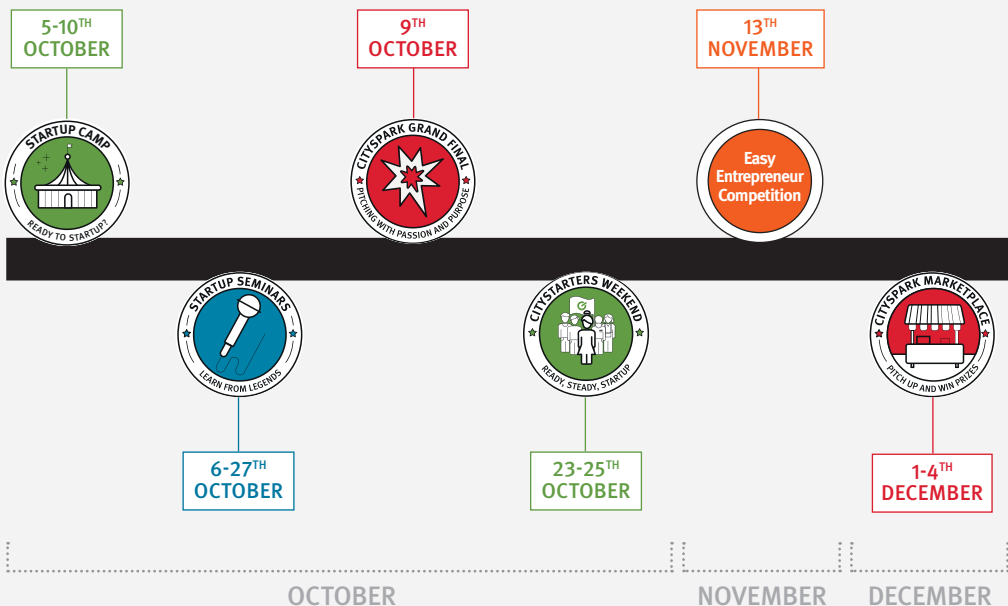 5-10TH
OCTOBER
9TH
OCTOBER
13TH
NOVEMBER
STARTUP CAMP
READY TO STARTUP?
CITYSPARK GRAND FINAL
PITCHING WITH PASSION AND PURPOSE
Easy
Entrepreneur
Competition
STARTUP SEMINARS
LEARN FROM LEGENDS
CITYSTARTERS WEEKEND
READY, STEADY, STARTUP
CITYSPARK MARKETPLACE
PITCH UP AND WIN PRIZES
6-27TH
OCTOBER
23-25TH
OCTOBER
1-4TH
DECEMBER
OCTOBER
NOVEMBER
DECEMBER